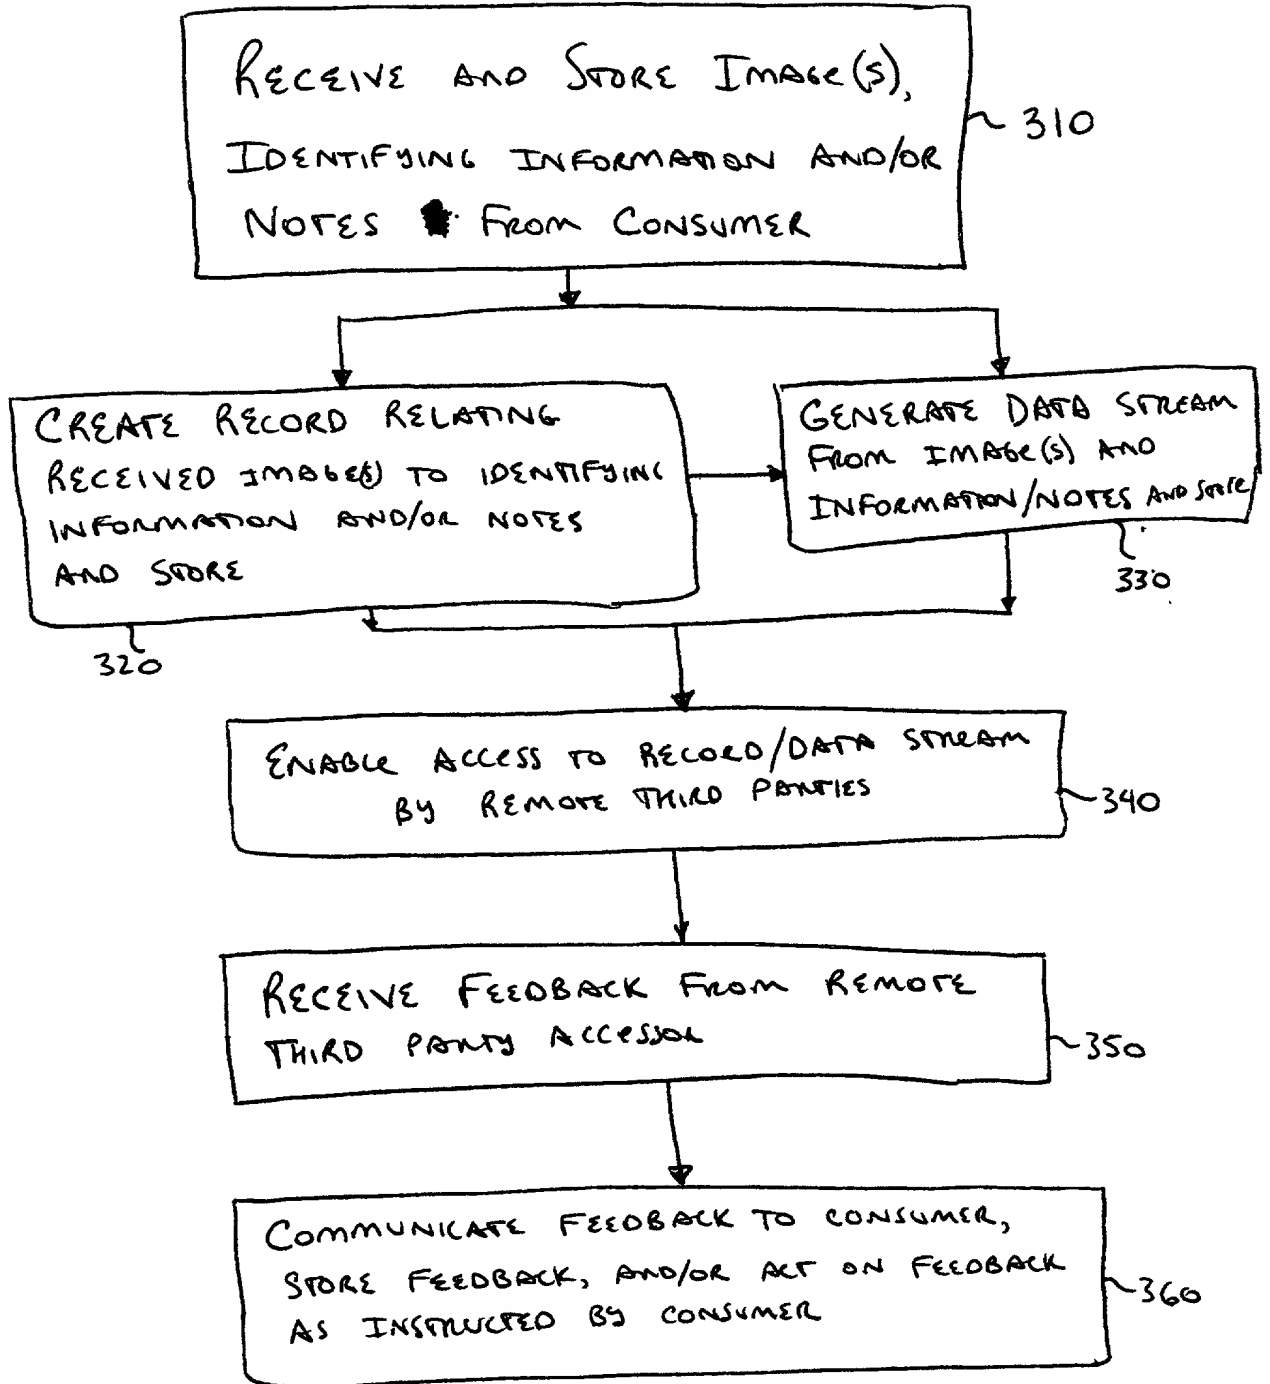 RECEIVE AND STORE IMAGE(S),
IDENTIFYING INFORMATION AND/OR
NOTES FROM CONSUMER
310
CREATE RECORD RELATING
RECEIVED IMAGE(S) TO IDENTIFYING
INFORMATION AND/OR NOTES
AND STORE
320
GENERATE DATA STREAM
FROM IMAGE(S) AND
INFORMATION/NOTES AND STORE
330
ENABLE ACCESS TO RECORD/DATA STREAM
BY REMOTE THIRD PARTIES
340
RECEIVE FEEDBACK FROM REMOTE
THIRD PARTY ACCESSOR
350
COMMUNICATE FEEDBACK TO CONSUMER,
STORE FEEDBACK, AND/OR ACT ON FEEDBACK
AS INSTRUCTED BY CONSUMER
360